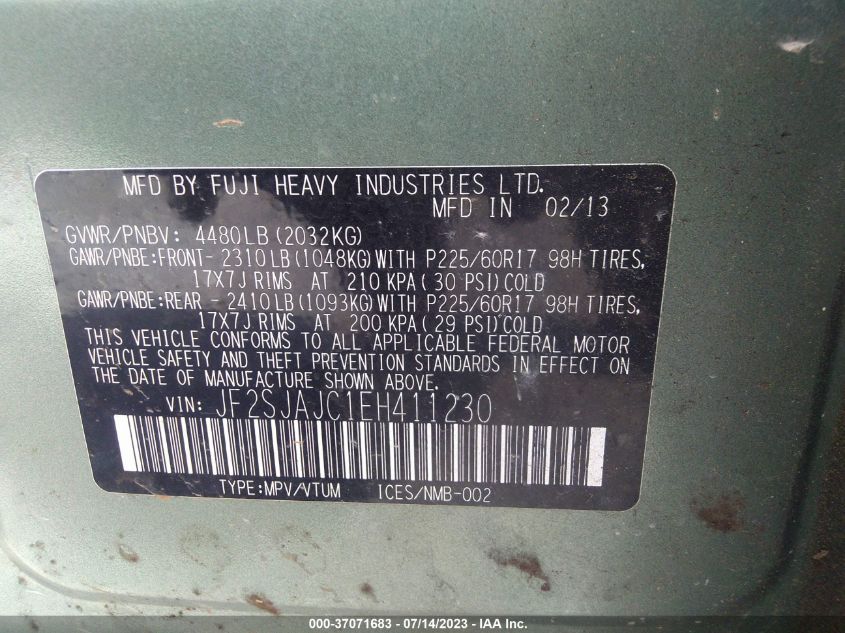 MFD BY FUJI HEAVY INDUSTRIES LTD.
MFD IN 02/13
GVWR/PNBV: 4480LB(2032KG)
GAWR/PNBE:FRONT- 2310LB(1048KG)WITH P225/60R17 98H TIRES,
17X7J RIMS AT 210 KPA(30 PSI)COLD
GAWR/PNBE:REAR - 2410LB(1093KG)WITH P225/60R17 98H TIRES,
17X7J RIMS AT 200 KPA(29 PSI)COLD
THIS VEHICLE CONFORMS TO ALL APPLICABLE FEDERAL MOTOR
VEHICLE SAFETY AND THEFT PREVENTION STANDARDS IN EFFECT ON
THE DATE OF MANUFACTURE SHOWN ABOVE.
VIN: JF2SJAJC1EH411230
TYPE:MPV/VTUM ICES/NMB-002
000-37071683 - 07/14/2023 - IAA Inc.